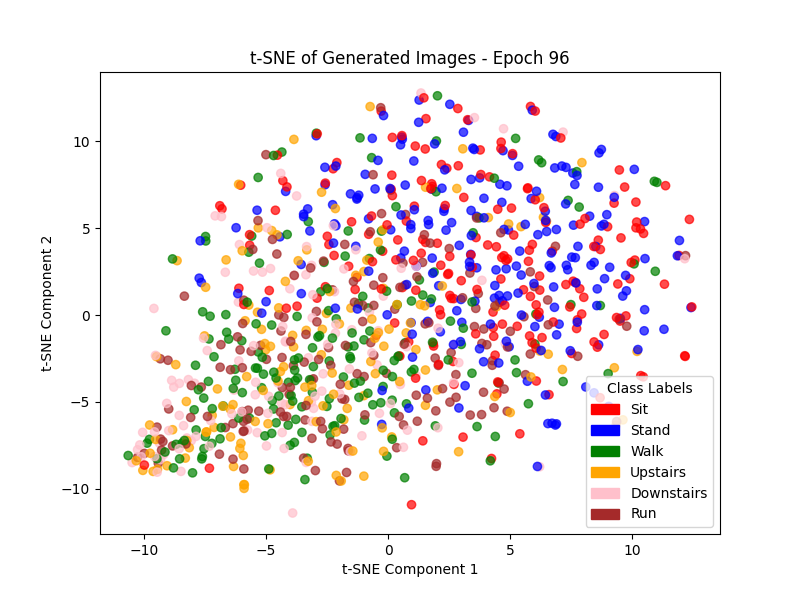 t-SNE of Generated Images - Epoch 96
t-SNE Component 2
10
5
0
−5
−10
−10
−5
0
5
10
t-SNE Component 1
Class Labels
Sit
Stand
Walk
Upstairs
Downstairs
Run